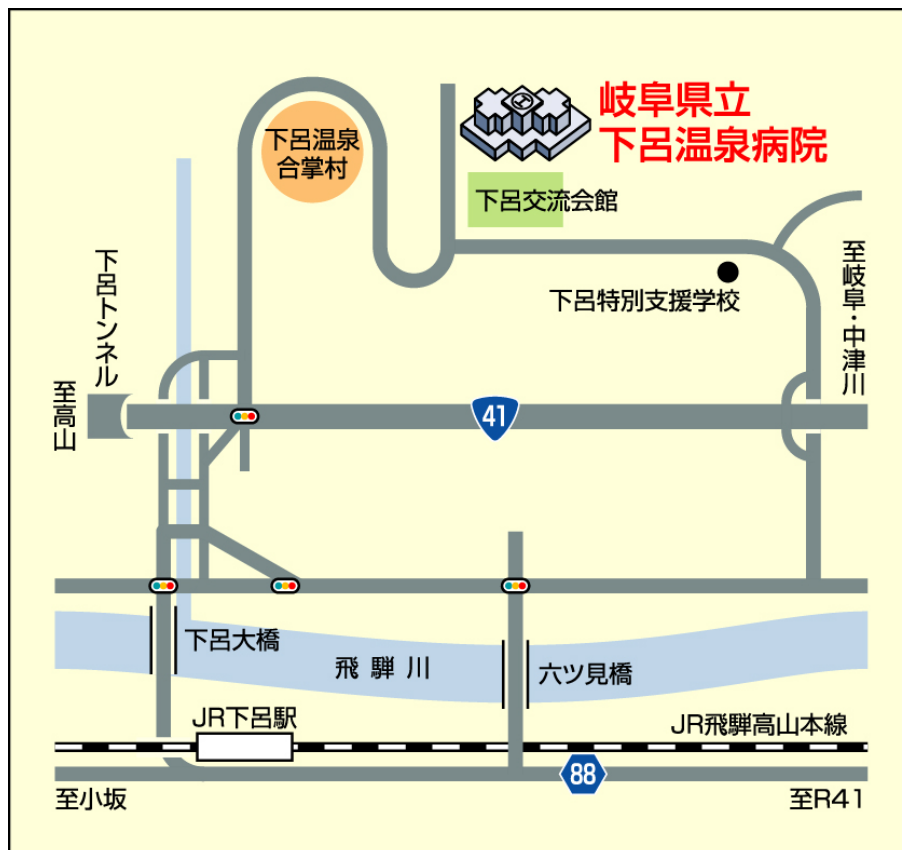 岐阜県立
下呂温泉病院
下呂温泉
合掌村
下呂交流会館
下呂トンネル
至高山
至岐阜・中津川
下呂特別支援学校
41
下呂大橋
飛騨川
六ツ見橋
JR下呂駅
JR飛騨高山本線
88
至小坂
至R41